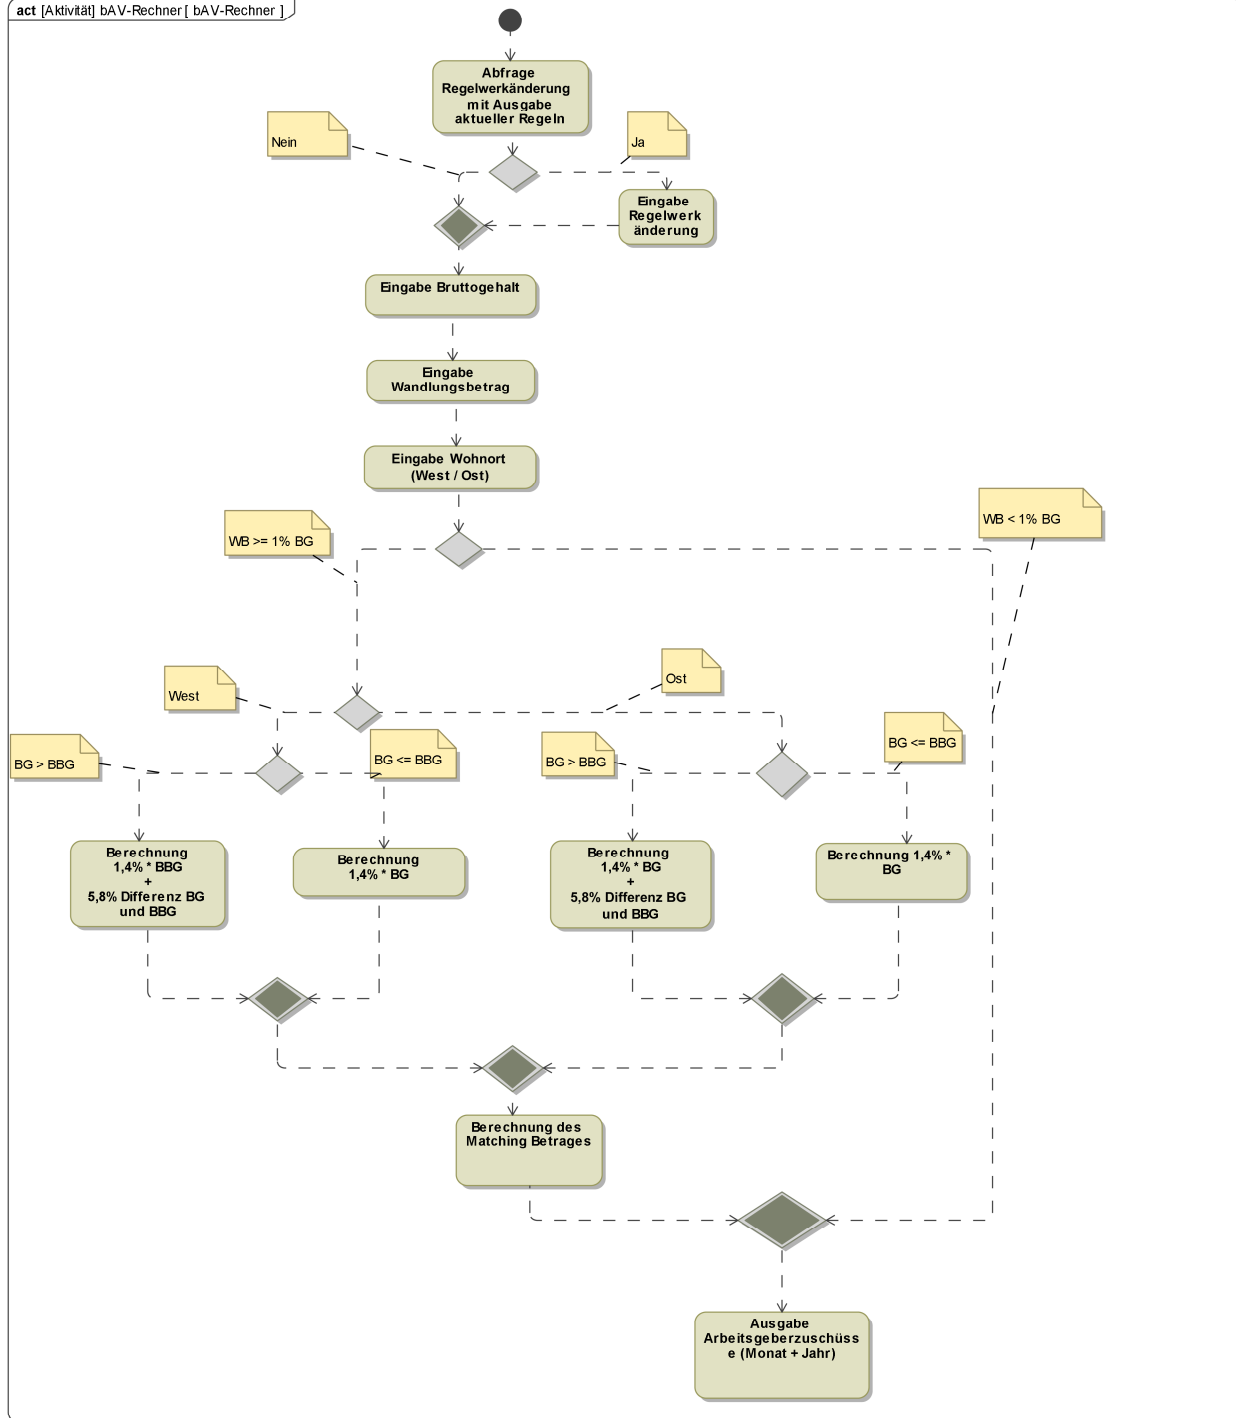 act [Aktivität] bAV-Rechner [ bAV-Rechner ]
Abfrage
Regelwerkänderung
mit Ausgabe
aktueller Regeln
Nein
Ja
Eingabe
Regelwerk
änderung
Eingabe Bruttogehalt
Eingabe
Wandlungsbetrag
Eingabe Wohnort
(West / Ost)
WB >= 1% BG
WB < 1% BG
West
Ost
BG > BBG
BG <= BBG
BG > BBG
BG <= BBG
Berechnung
1,4% * BBG
+
5,8% Differenz BG
und BBG
Berechnung
1,4% * BG
Berechnung
1,4% * BG
+
5,8% Differenz BG
und BBG
Berechnung 1,4% *
BG
Berechnung des
Matching Betrages
Ausgabe
Arbeitsgeberzuschüss
e (Monat + Jahr)